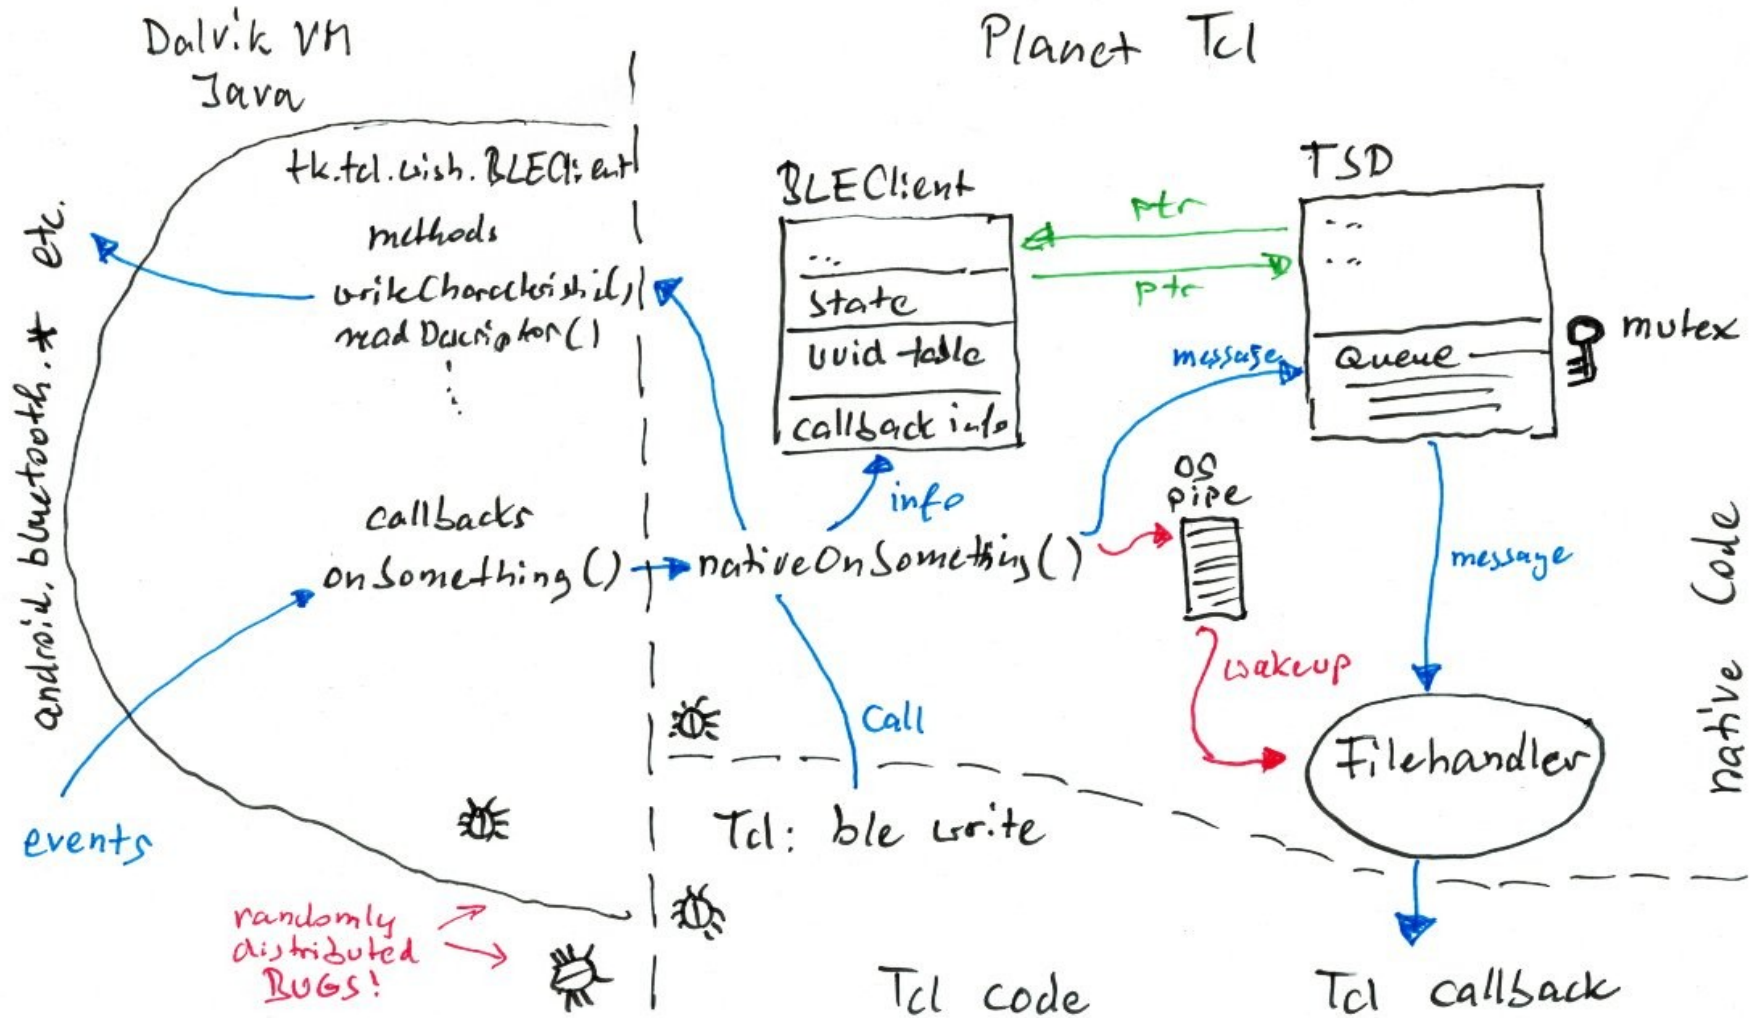 Dalvik VM
Java
Planet Tcl
tk.tcl.wish.BLEClient
methods
writeCharacteristic()
readDescriptor()
⋮
callbacks
onSomething()
android.bluetooth.* etc.
events
randomly
distributed
BUGS!
BLEClient
...
state
uuid table
callback info
ptr
ptr
TSD
...
...
Queue
mutex
message
info
nativeOnSomething()
OS
pipe
wakeup
message
Filehandler
native Code
Call
Tcl: ble write
Tcl code
Tcl callback